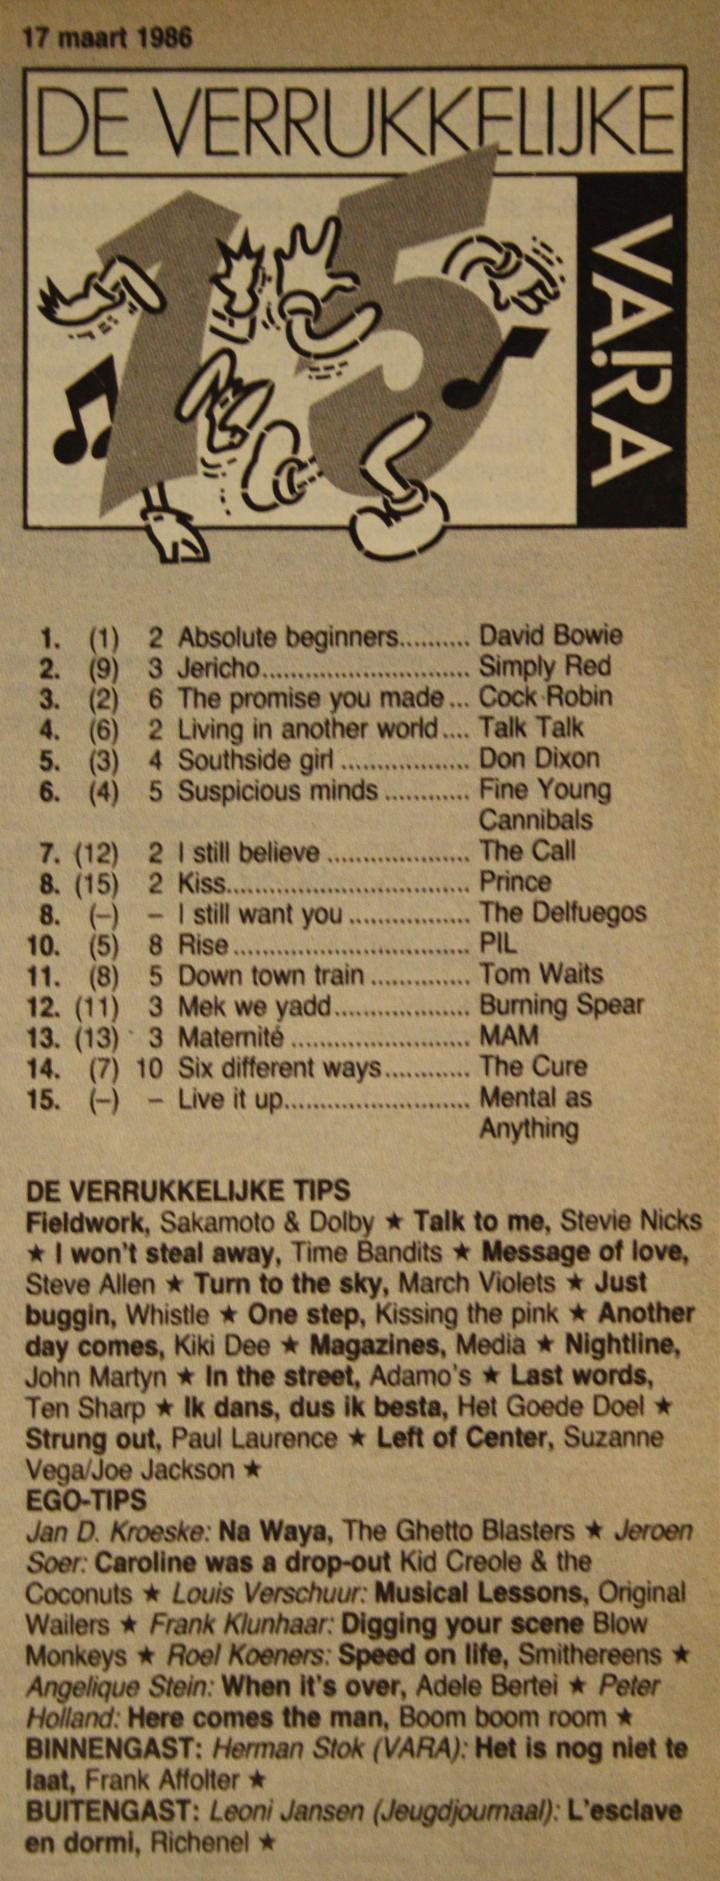 17 maart 1986
DE VERRUKKELIJKE
15
VARA
1. (1) 2 Absolute beginners.......... David Bowie
2. (9) 3 Jericho............................. Simply Red
3. (2) 6 The promise you made ... Cock Robin
4. (6) 2 Living in another world.... Talk Talk
5. (3) 4 Southside girl .................. Don Dixon
6. (4) 5 Suspicious minds ............ Fine Young
Cannibals
7. (12) 2 I still believe .................... The Call
8. (15) 2 Kiss.................................. Prince
8. (–) – I still want you ................. The Delfuegos
10. (5) 8 Rise ................................. PIL
11. (8) 5 Down town train .............. Tom Waits
12. (11) 3 Mek we yadd................... Burning Spear
13. (13) 3 Maternité ......................... MAM
14. (7) 10 Six different ways............ The Cure
15. (–) – Live it up.......................... Mental as
Anything
DE VERRUKKELIJKE TIPS
Fieldwork, Sakamoto & Dolby ★ Talk to me, Stevie Nicks
★ I won't steal away, Time Bandits ★ Message of love,
Steve Allen ★ Turn to the sky, March Violets ★ Just
buggin, Whistle ★ One step, Kissing the pink ★ Another
day comes, Kiki Dee ★ Magazines, Media ★ Nightline,
John Martyn ★ In the street, Adamo's ★ Last words,
Ten Sharp ★ Ik dans, dus ik besta, Het Goede Doel ★
Strung out, Paul Laurence ★ Left of Center, Suzanne
Vega/Joe Jackson ★
EGO-TIPS
Jan D. Kroeske: Na Waya, The Ghetto Blasters ★ Jeroen
Soer: Caroline was a drop-out Kid Creole & the
Coconuts ★ Louis Verschuur: Musical Lessons, Original
Wailers ★ Frank Klunhaar: Digging your scene Blow
Monkeys ★ Roel Koeners: Speed on life, Smithereens ★
Angelique Stein: When it's over, Adele Bertei ★ Peter
Holland: Here comes the man, Boom boom room ★
BINNENGAST: Herman Stok (VARA): Het is nog niet te
laat, Frank Affolter ★
BUITENGAST: Leoni Jansen (Jeugdjournaal): L'esclave
en dormi, Richenel ★